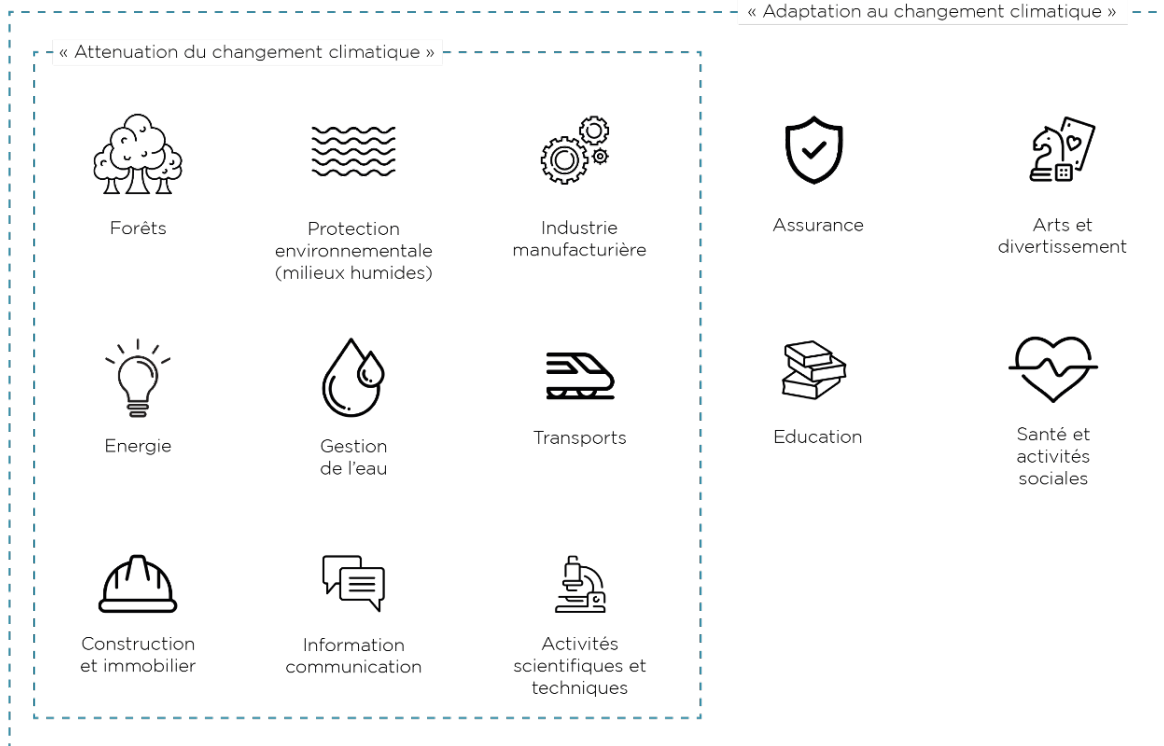 « Adaptation au changement climatique »
« Attenuation du changement climatique »
Forêts
Protection
environnementale
(milieux humides)
Industrie
manufacturière
Assurance
Arts et
divertissement
Energie
Gestion
de l'eau
Transports
Education
Santé et
activités
sociales
Construction
et immobilier
Information
communication
Activités
scientifiques et
techniques